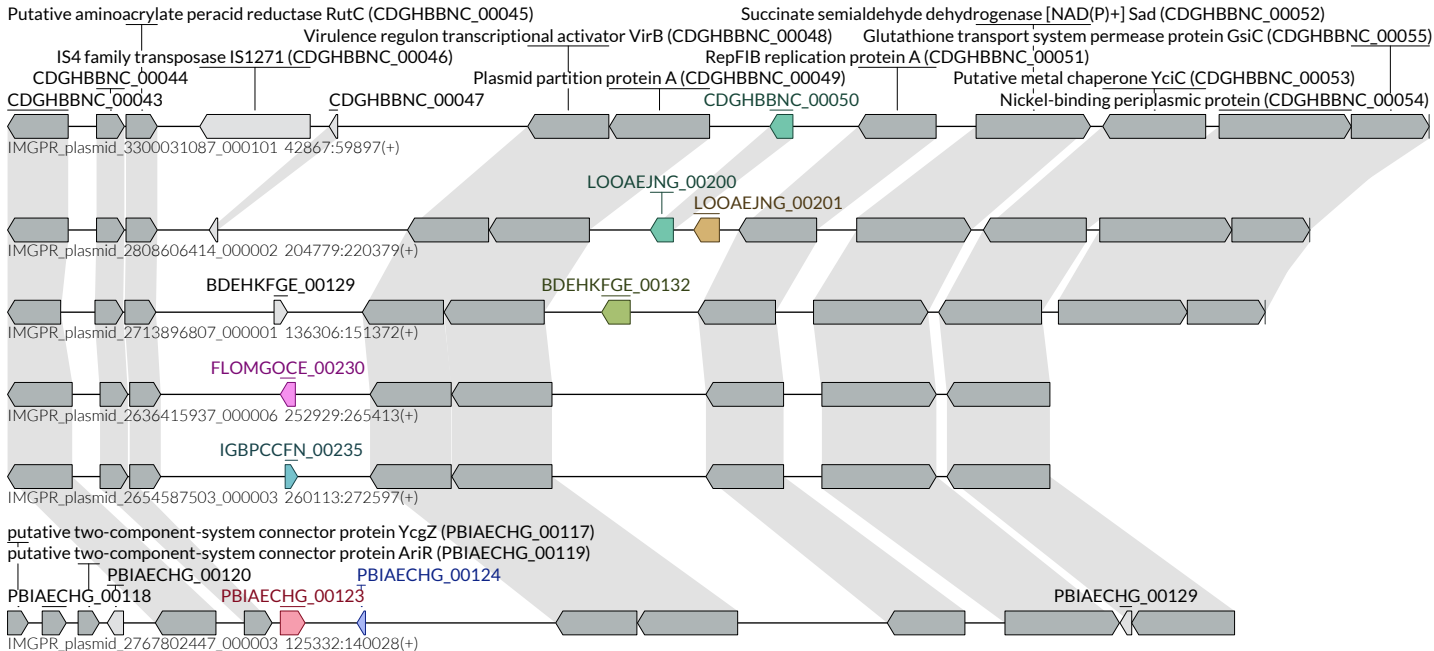 Putative aminoacrylate peracid reductase RutC (CDGHBBNC_00045)
Succinate semialdehyde dehydrogenase [NAD(P)+] Sad (CDGHBBNC_00052)
Virulence regulon transcriptional activator VirB (CDGHBBNC_00048)
Glutathione transport system permease protein GsiC (CDGHBBNC_00055)
IS4 family transposase IS1271 (CDGHBBNC_00046)
RepFIB replication protein A (CDGHBBNC_00051)
CDGHBBNC_00044
Plasmid partition protein A (CDGHBBNC_00049)
Putative metal chaperone YciC (CDGHBBNC_00053)
CDGHBBNC_00043
CDGHBBNC_00047
CDGHBBNC_00050
Nickel-binding periplasmic protein (CDGHBBNC_00054)
IMGPR_plasmid_3300031087_000101 42867:59897(+)
LOOAEJNG_00200
LOOAEJNG_00201
IMGPR_plasmid_2808606414_000002 204779:220379(+)
BDEHKFGE_00129
BDEHKFGE_00132
IMGPR_plasmid_2713896807_000001 136306:151372(+)
FLOMGOCE_00230
IMGPR_plasmid_2636415937_000006 252929:265413(+)
IGBPCCFN_00235
IMGPR_plasmid_2654587503_000003 260113:272597(+)
putative two-component-system connector protein YcgZ (PBIAECHG_00117)
putative two-component-system connector protein AriR (PBIAECHG_00119)
PBIAECHG_00120
PBIAECHG_00124
PBIAECHG_00118
PBIAECHG_00123
PBIAECHG_00129
IMGPR_plasmid_2767802447_000003 125332:140028(+)